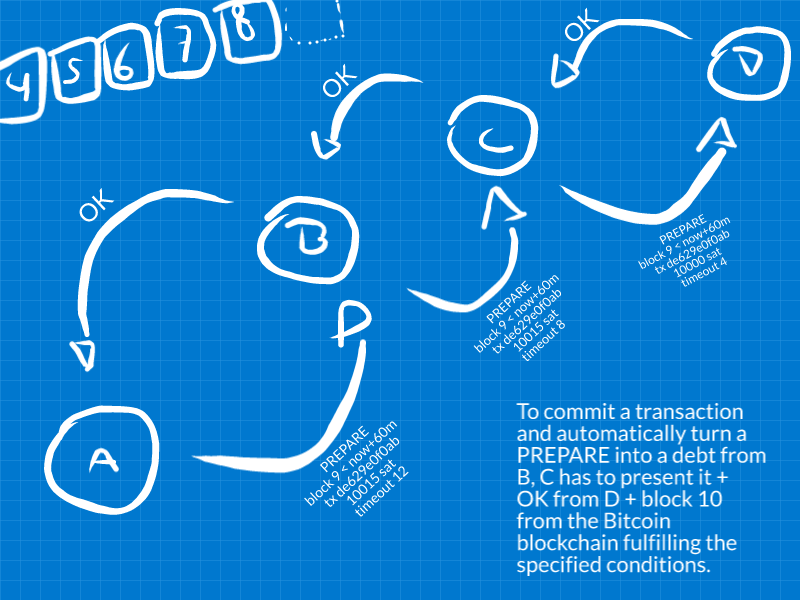 4 5 6 7 8
OK
D
OK
C
OK
B
PREPARE
block 9 < now+60m
tx de629e0f0ab
10000 sat
timeout 4
PREPARE
block 9 < now+60m
tx de629e0f0ab
10015 sat
timeout 8
A
PREPARE
block 9 < now+60m
tx de629e0f0ab
10015 sat
timeout 12
To commit a transaction
and automatically turn a
PREPARE into a debt from
B, C has to present it +
OK from D + block 10
from the Bitcoin
blockchain fulfilling the
specified conditions.